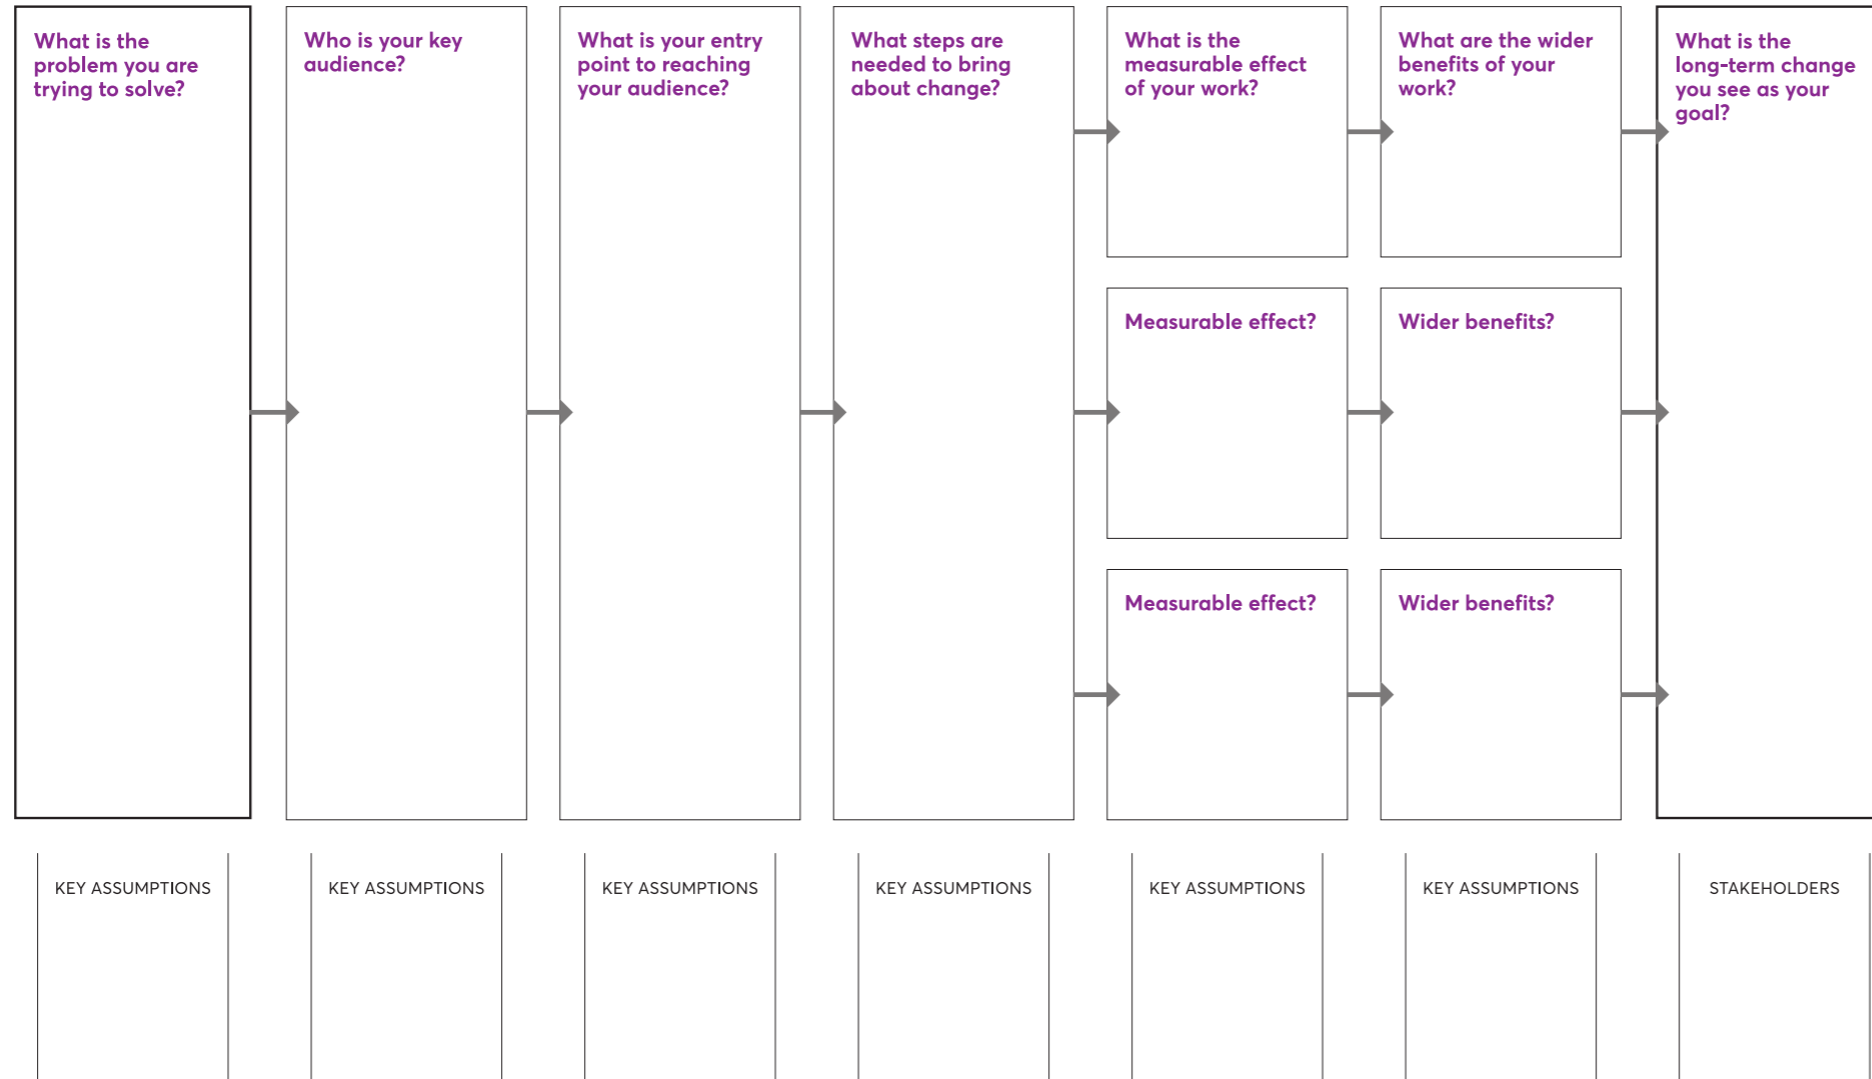 What is the
problem you are
trying to solve?
Who is your key
audience?
What is your entry
point to reaching
your audience?
What steps are
needed to bring
about change?
What is the
measurable effect
of your work?
What are the wider
benefits of your
work?
What is the
long-term change
you see as your
goal?
Measurable effect?
Wider benefits?
Measurable effect?
Wider benefits?
KEY ASSUMPTIONS
KEY ASSUMPTIONS
KEY ASSUMPTIONS
KEY ASSUMPTIONS
KEY ASSUMPTIONS
KEY ASSUMPTIONS
STAKEHOLDERS